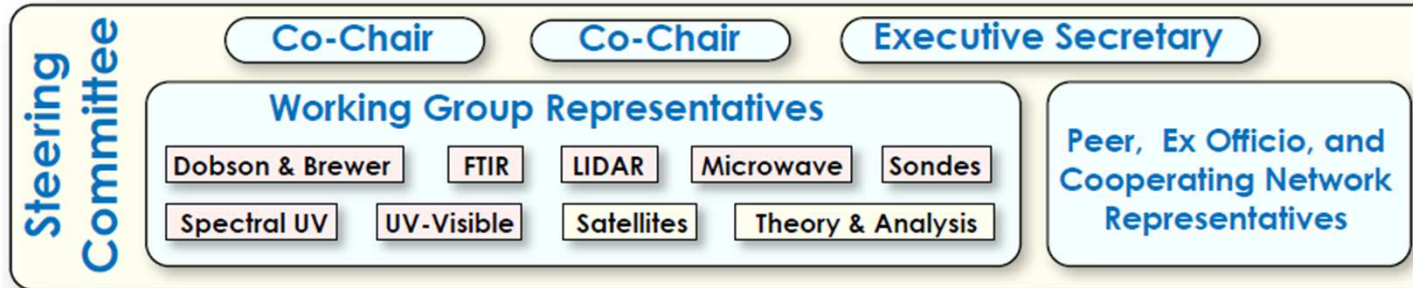 Steering
Committee
Co-Chair
Co-Chair
Executive Secretary
Working Group Representatives
Dobson & Brewer
FTIR
LIDAR
Microwave
Sondes
Spectral UV
UV-Visible
Satellites
Theory & Analysis
Peer, Ex Officio, and
Cooperating Network
Representatives